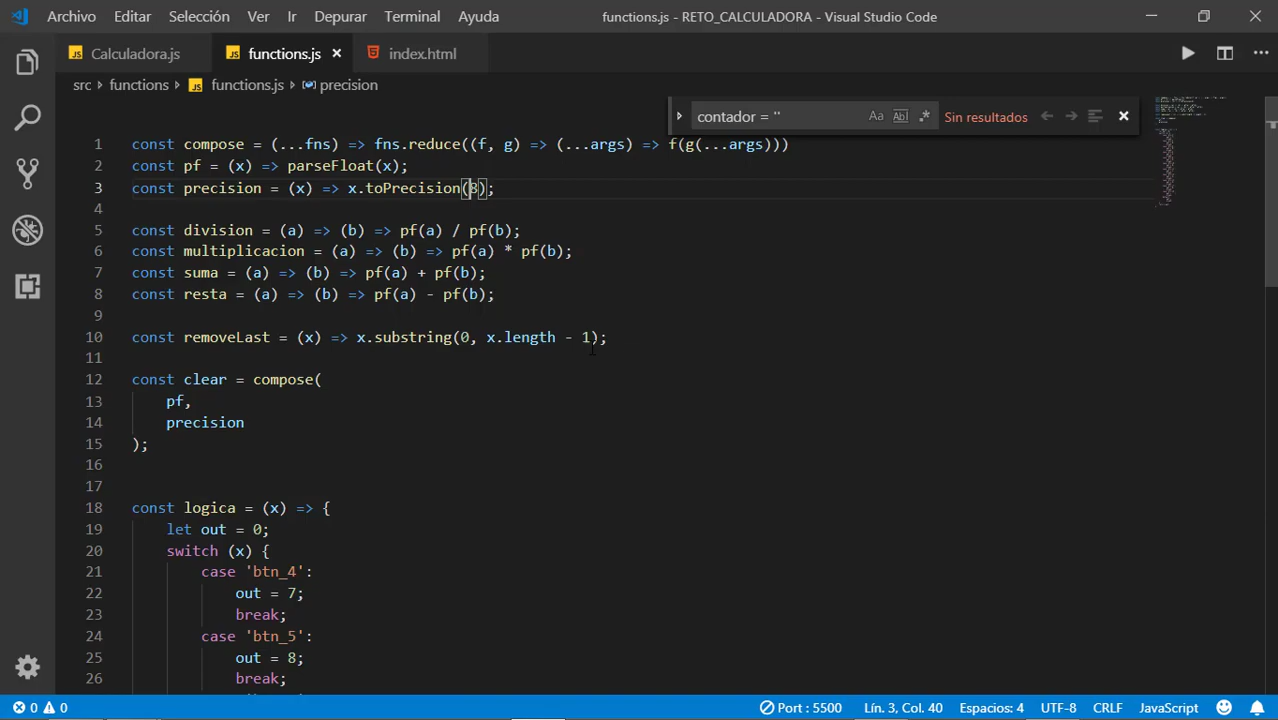 Archivo Editar Selección Ver Ir Depurar Terminal Ayuda functions.js - RETO_CALCULADORA - Visual Studio Code
JS Calculadora.js JS functions.js index.html
src > functions > JS functions.js > precision
contador = '' Aa Abl .* Sin resultados
1 const compose = (...fns) => fns.reduce((f, g) => (...args) => f(g(...args)))
2 const pf = (x) => parseFloat(x);
3 const precision = (x) => x.toPrecision(8);
4
5 const division = (a) => (b) => pf(a) / pf(b);
6 const multiplicacion = (a) => (b) => pf(a) * pf(b);
7 const suma = (a) => (b) => pf(a) + pf(b);
8 const resta = (a) => (b) => pf(a) - pf(b);
9
10 const removeLast = (x) => x.substring(0, x.length - 1);
11
12 const clear = compose(
13 pf,
14 precision
15 );
16
17
18 const logica = (x) => {
19 let out = 0;
20 switch (x) {
21 case 'btn_4':
22 out = 7;
23 break;
24 case 'btn_5':
25 out = 8;
26 break;
0 0 Port : 5500 Lín. 3, Col. 40 Espacios: 4 UTF-8 CRLF JavaScript